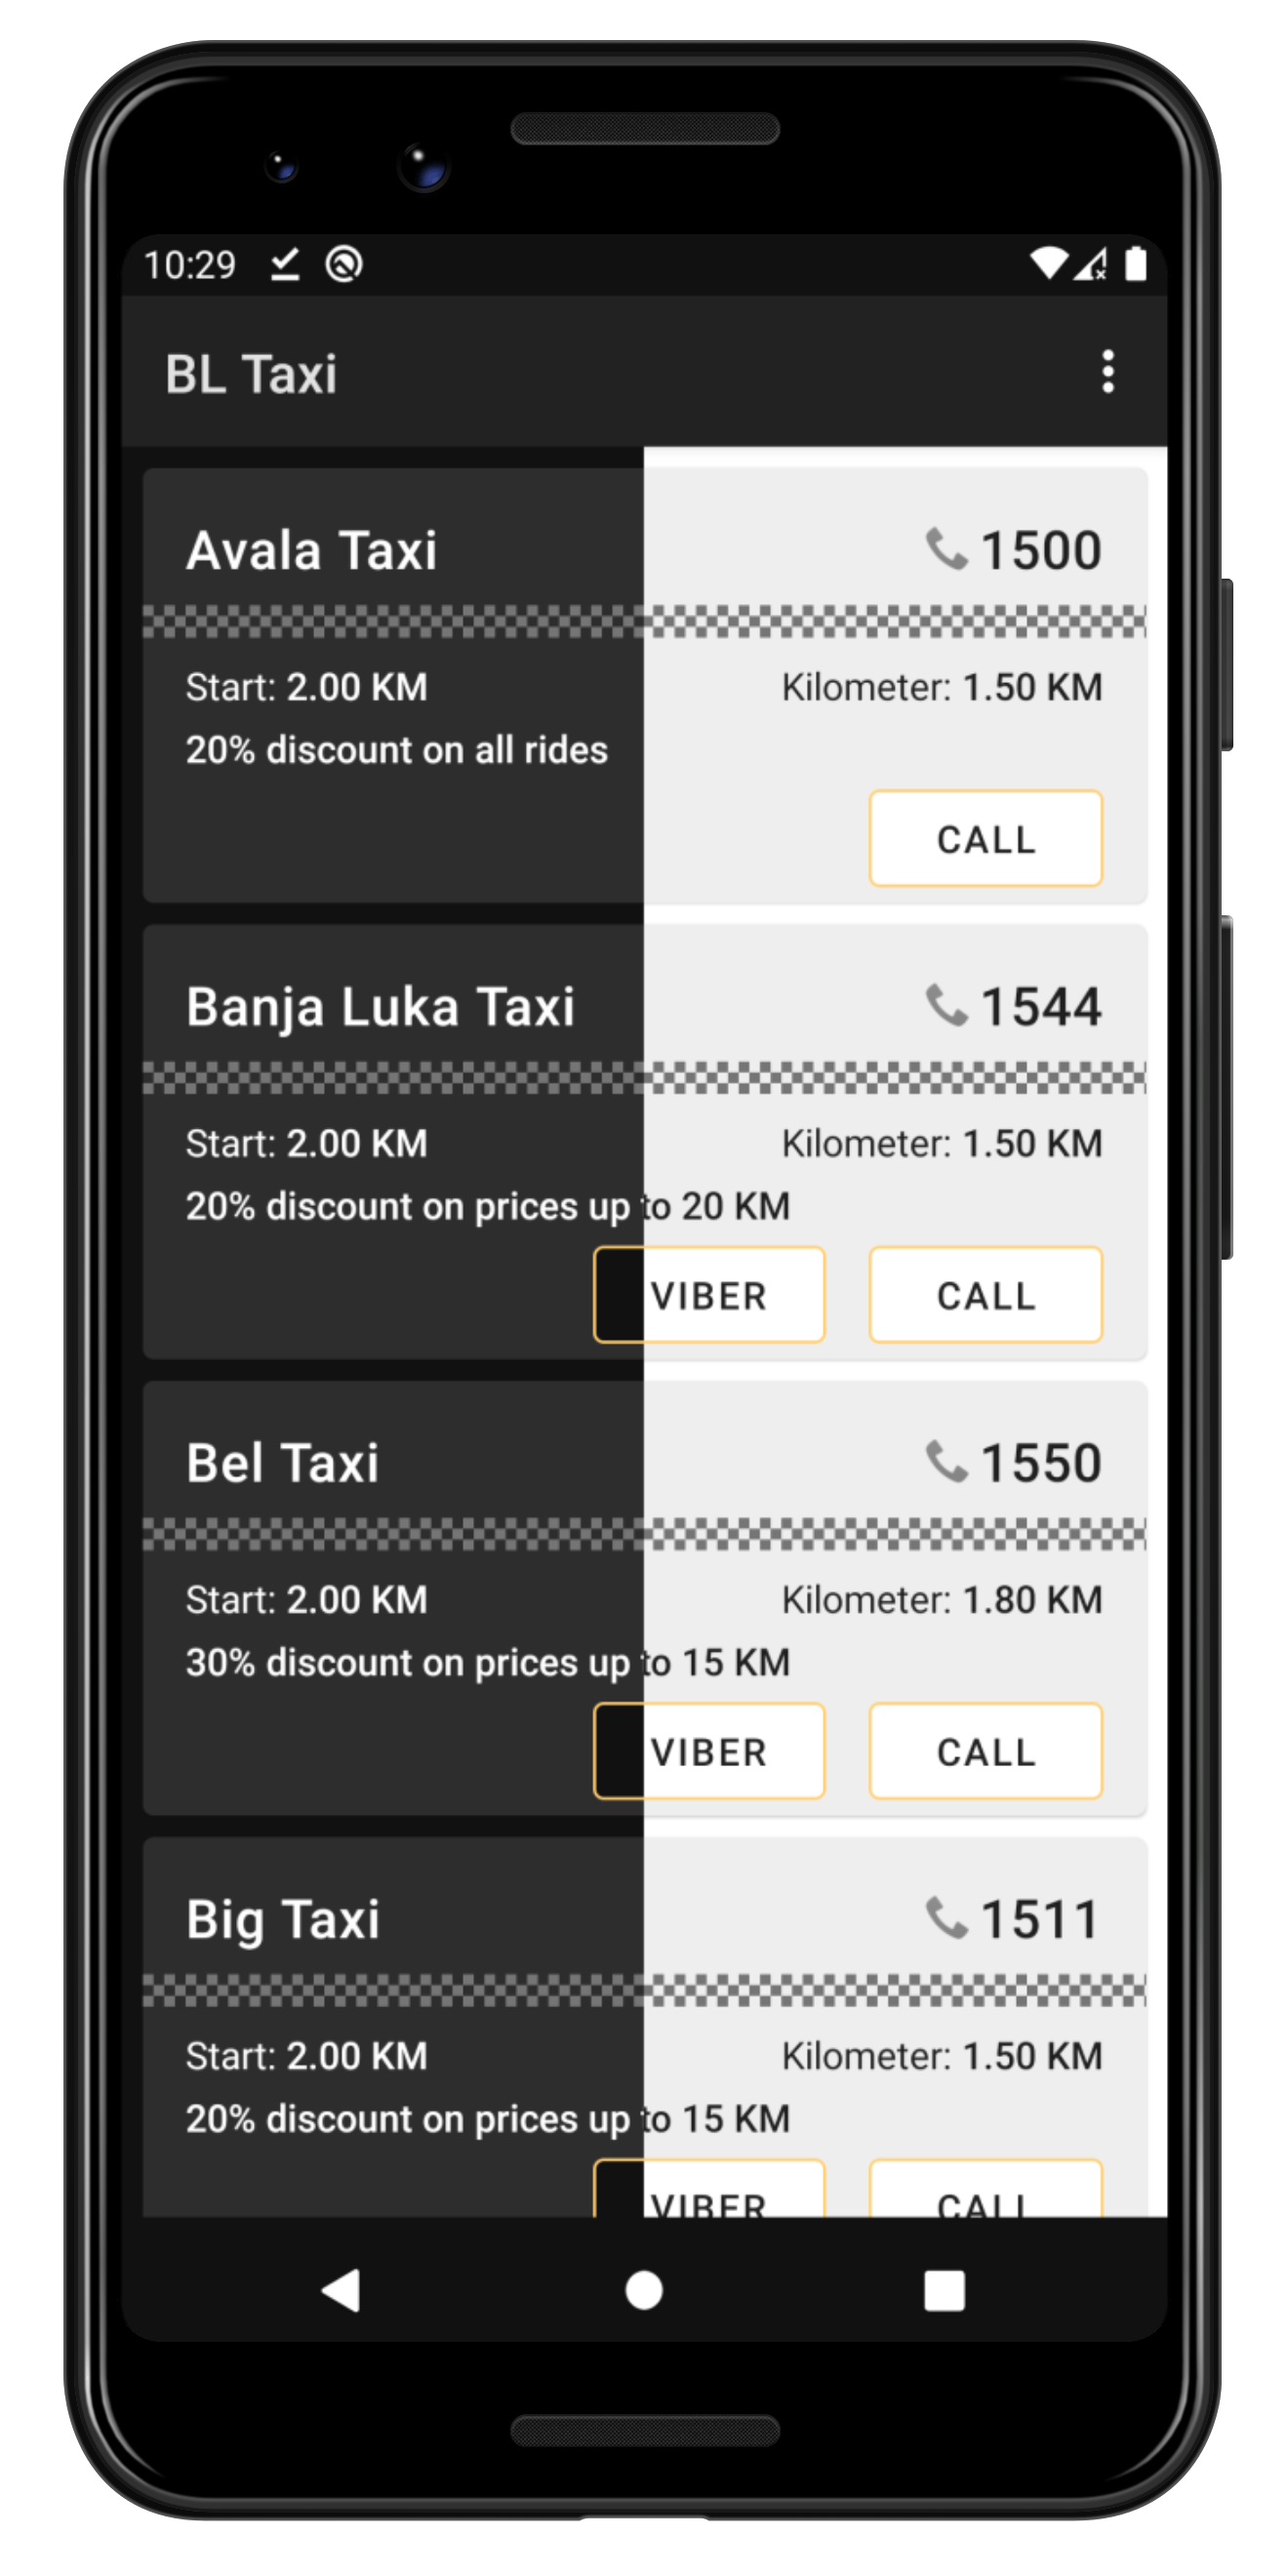 10:29
BL Taxi
Avala Taxi 1500
Start: 2.00 KM Kilometer: 1.50 KM
20% discount on all rides
CALL
Banja Luka Taxi 1544
Start: 2.00 KM Kilometer: 1.50 KM
20% discount on prices up to 20 KM
VIBER CALL
Bel Taxi 1550
Start: 2.00 KM Kilometer: 1.80 KM
30% discount on prices up to 15 KM
VIBER CALL
Big Taxi 1511
Start: 2.00 KM Kilometer: 1.50 KM
20% discount on prices up to 15 KM
VIBER CALL